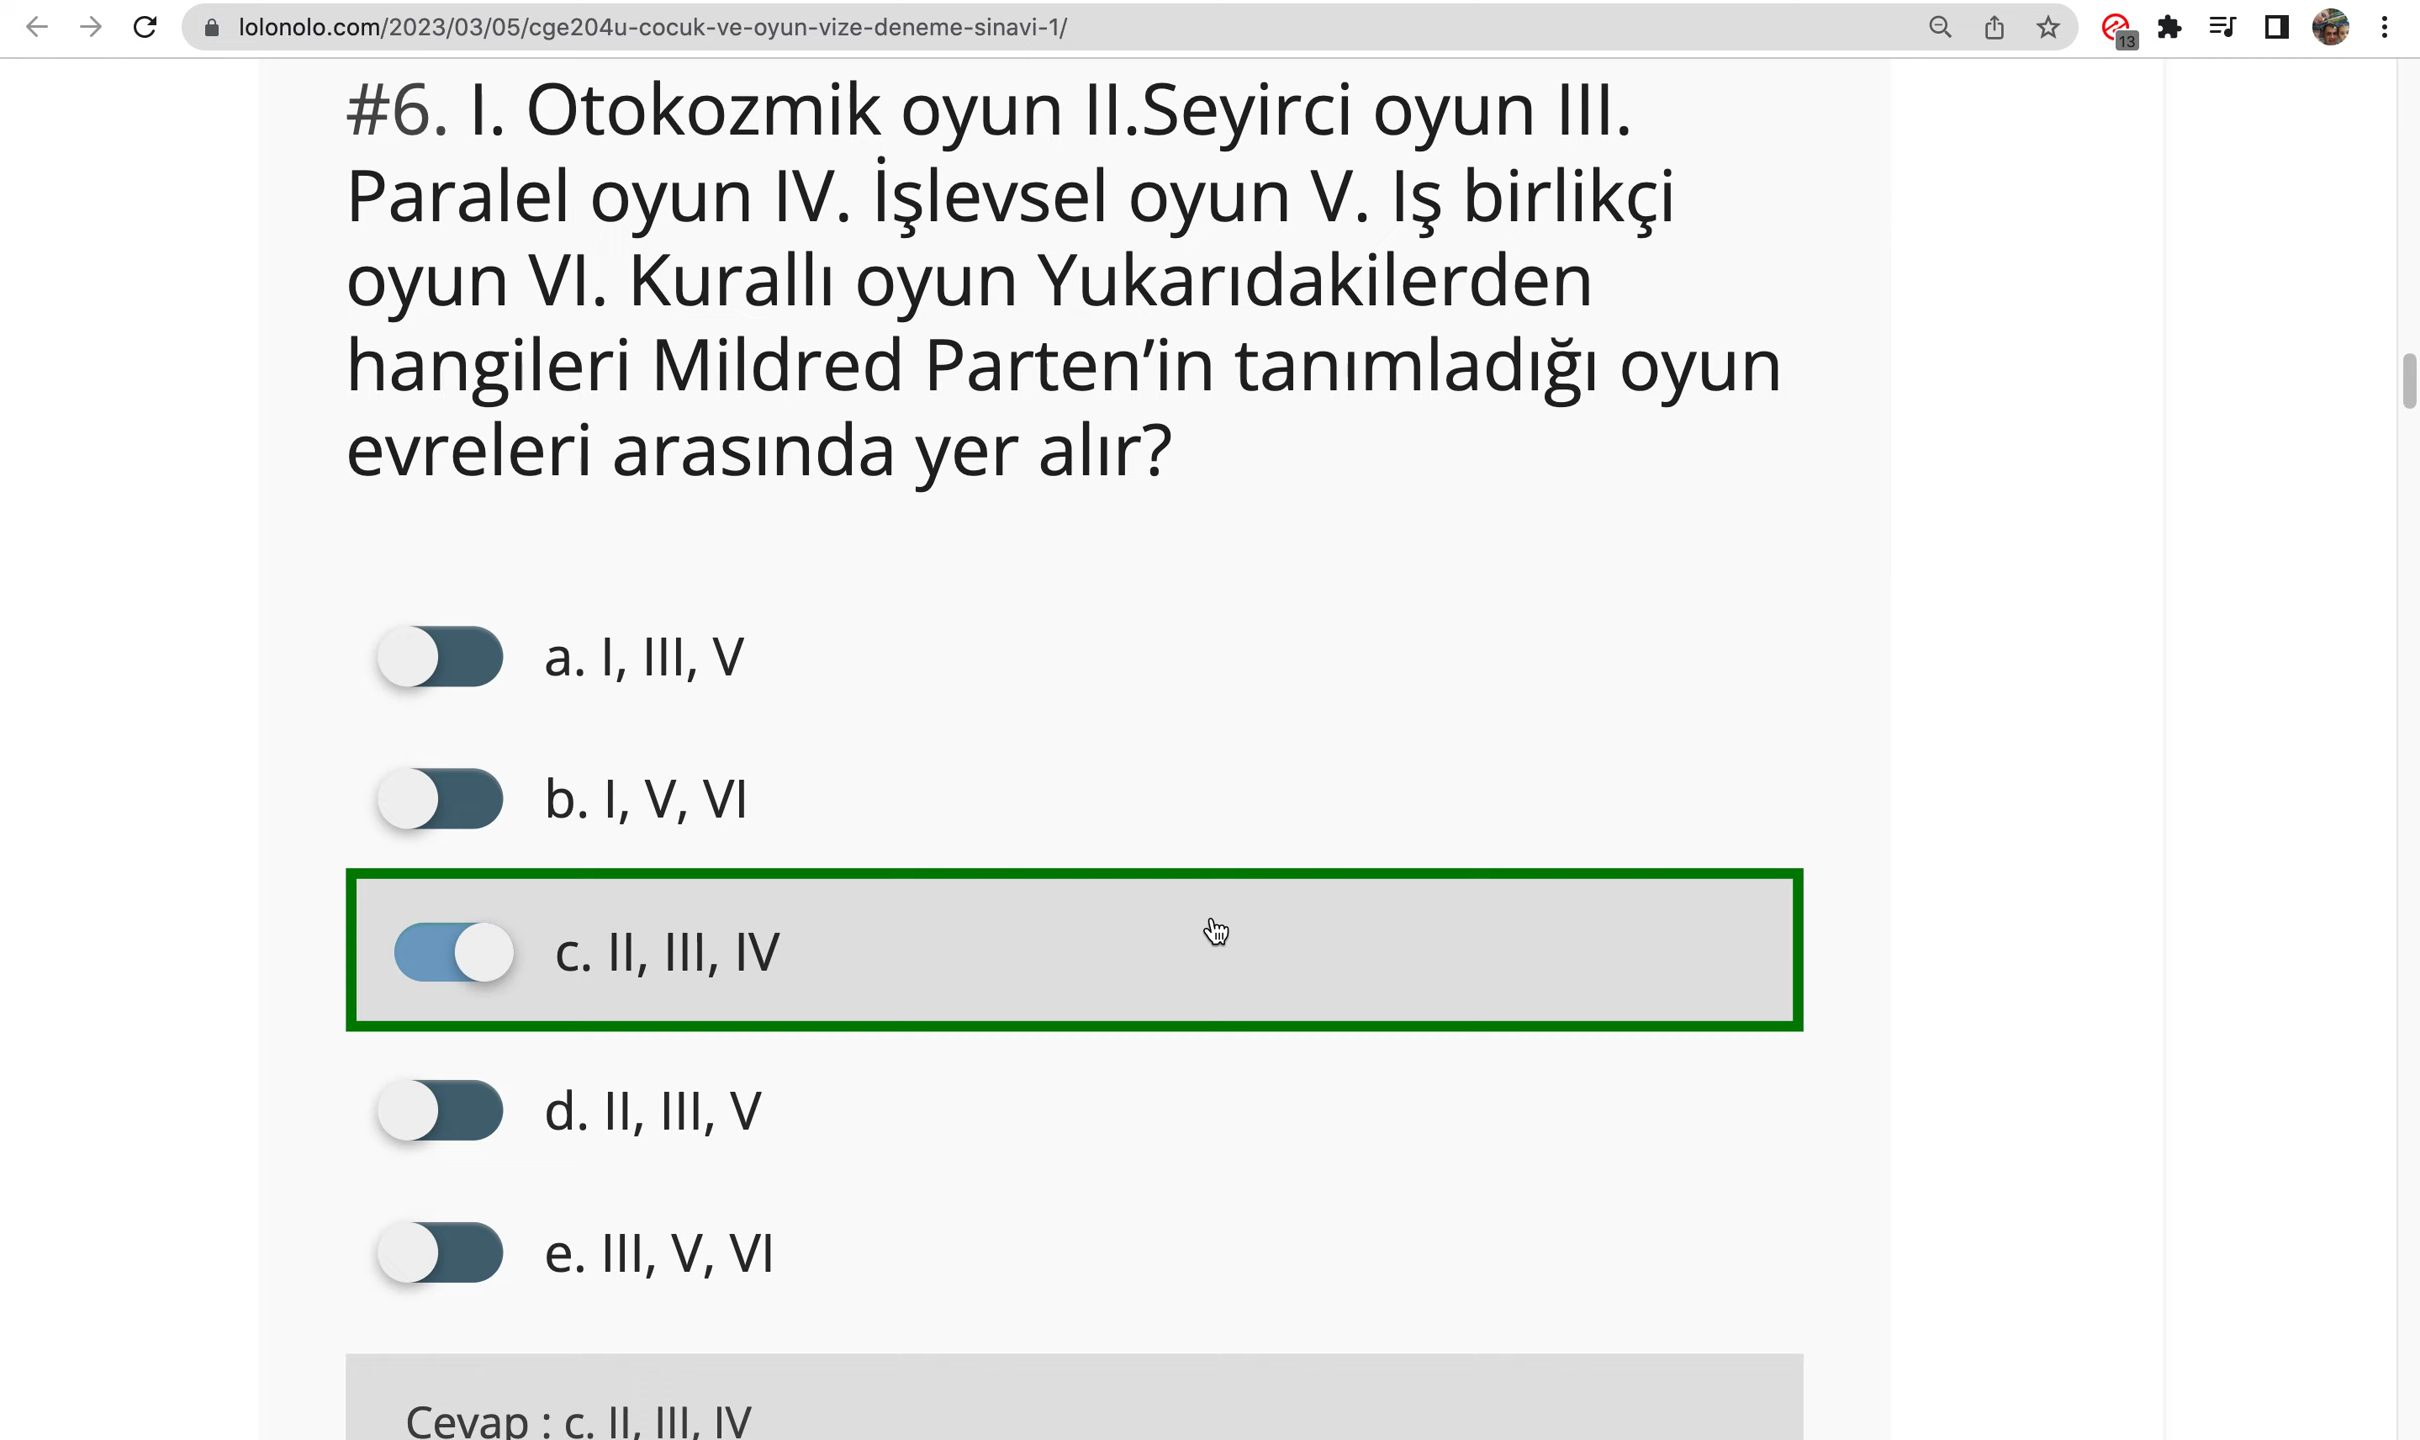 lolonolo.com/2023/03/05/cge204u-cocuk-ve-oyun-vize-deneme-sinavi-1/
13
#6. I. Otokozmik oyun II.Seyirci oyun III.
Paralel oyun IV. İşlevsel oyun V. Iş birlikçi
oyun VI. Kurallı oyun Yukarıdakilerden
hangileri Mildred Parten’in tanımladığı oyun
evreleri arasında yer alır?
a. I, III, V
b. I, V, VI
c. II, III, IV
d. II, III, V
e. III, V, VI
Cevap : c. II, III, IV